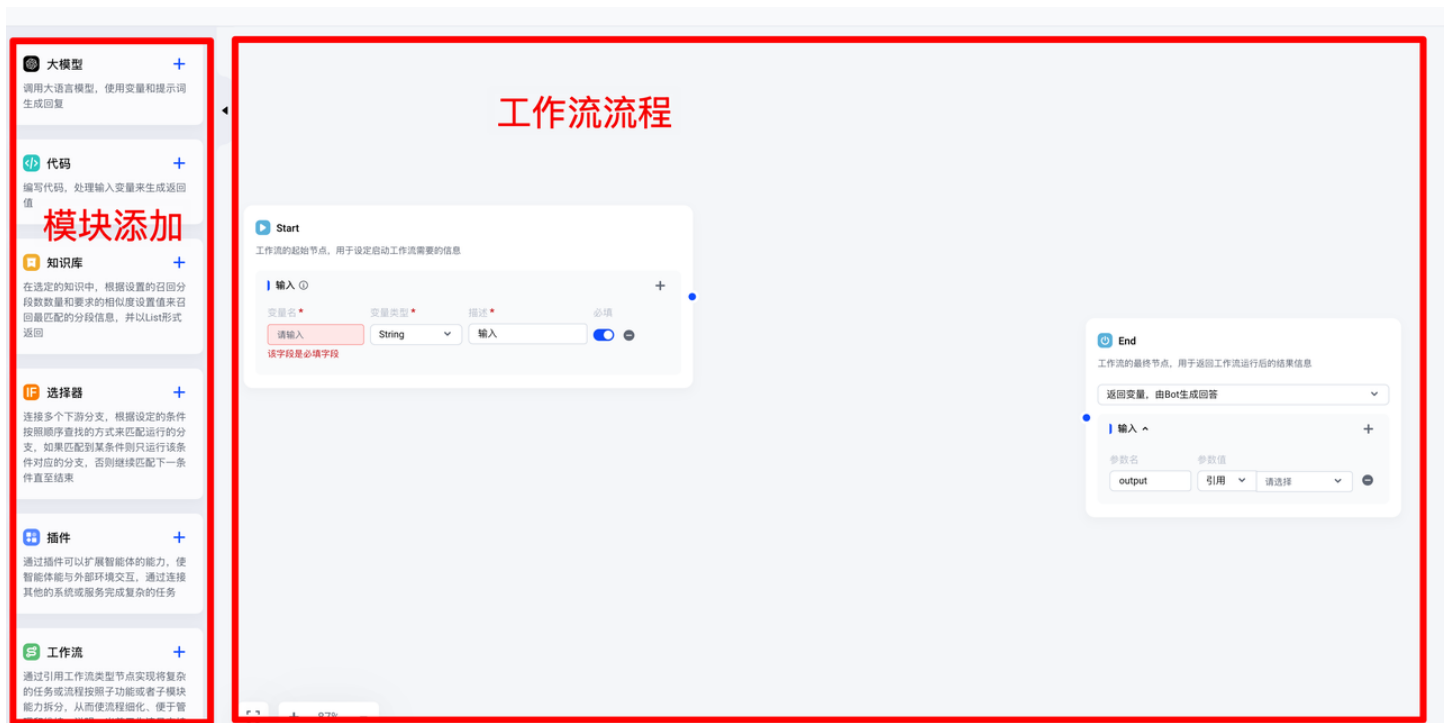 大模型
调用大语言模型，使用变量和提示词
生成回复
代码
编写代码，处理输入变量来生成返回
值
模块添加
知识库
在选定的知识中，根据设置的召回分
段数数量和要求的相似度设置值来召
回最匹配的分段信息，并以List形式
返回
IF 选择器
连接多个下游分支，根据设定的条件
按照顺序查找的方式来匹配运行的分
支，如果匹配到某条件则只运行该条
件对应的分支，否则继续匹配下一条
件直至结束
插件
通过插件可以扩展智能体的能力，使
智能体能与外部环境交互，通过连接
其他的系统或服务完成复杂的任务
工作流
通过引用工作流类型节点实现将复杂
的任务或流程按照子功能或者子模块
能力拆分，从而使流程细化、便于管
工作流流程
Start
工作流的起始节点，用于设定启动工作流需要的信息
输入
变量名* 变量类型* 描述* 必填
请输入 String 输入
该字段是必填字段
End
工作流的最终节点，用于返回工作流运行后的结果信息
返回变量，由Bot生成回答
输入
参数名 参数值
output 引用 请选择
87%